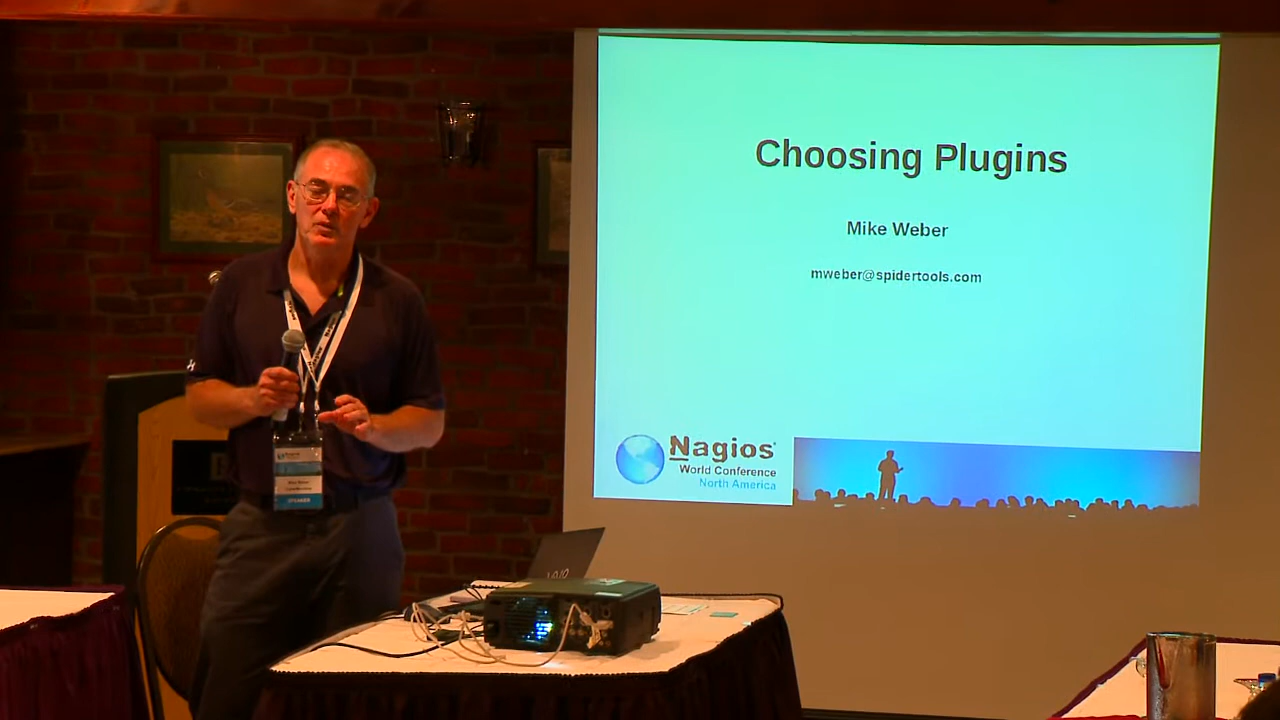 Choosing Plugins
Mike Weber
mweber@spidertools.com
Nagios®
World Conference
North America
VAIO